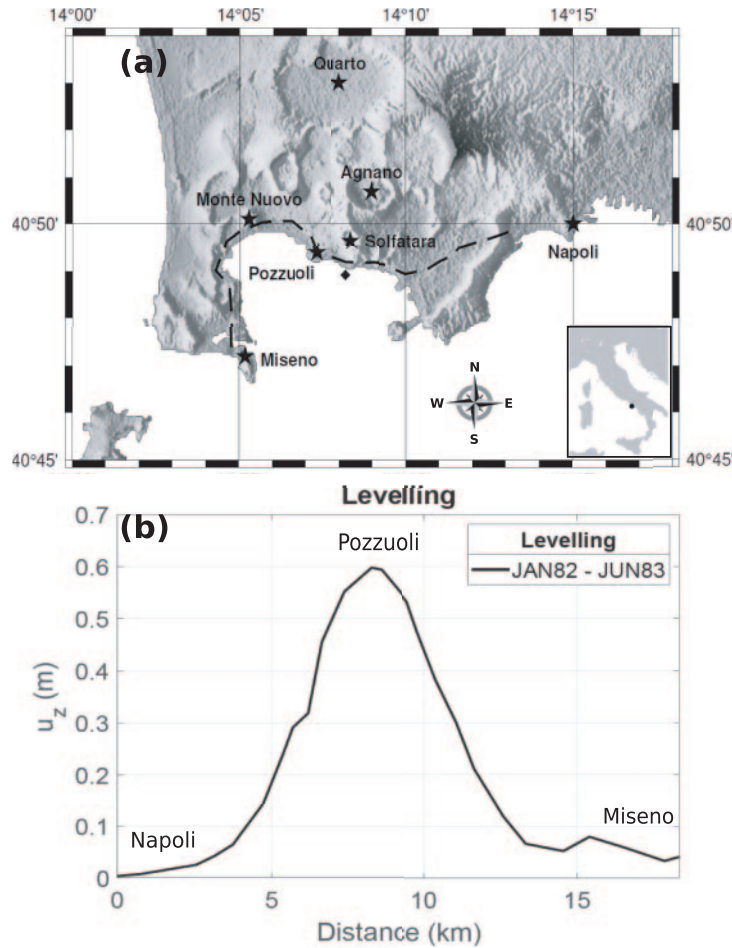 14°00' 14°05' 14°10' 14°15'
(a)
Quarto
Agnano
Monte Nuovo
40°50' 40°50'
Solfatara
Napoli
Pozzuoli
Miseno
N
W E
S
40°45' 40°45'
Levelling
0.7
(b)
Pozzuoli
Levelling
JAN82 - JUN83
0.6
0.5
0.4
u_z (m)
0.3
0.2
Miseno
0.1
Napoli
0
0 5 10 15
Distance (km)